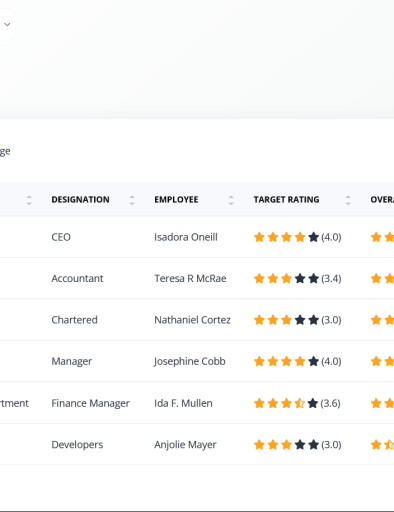 ge
DESIGNATION EMPLOYEE TARGET RATING OVERA
CEO Isadora Oneill (4.0)
Accountant Teresa R McRae (3.4)
Chartered Nathaniel Cortez (3.0)
Manager Josephine Cobb (4.0)
rtment Finance Manager Ida F. Mullen (3.6)
Developers Anjolie Mayer (3.0)